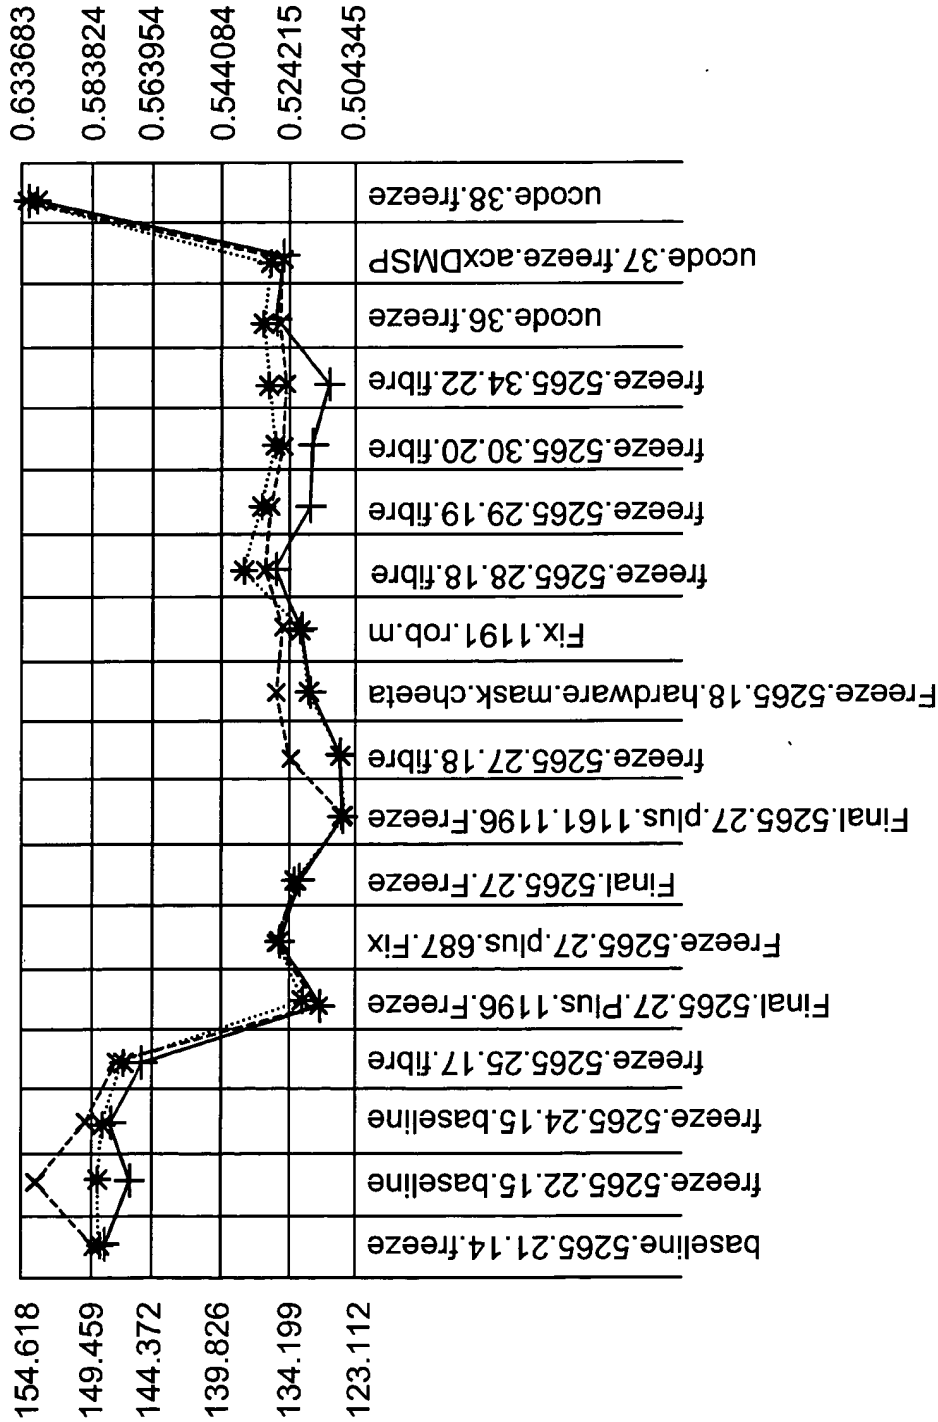 0.633683
0.583824
0.563954
0.544084
0.524215
0.504345
ucode.38.freeze
ucode.37.freeze.acxDMSP
ucode.36.freeze
freeze.5265.34.22.fibre
freeze.5265.30.20.fibre
freeze.5265.29.19.fibre
freeze.5265.28.18.fibre
Fix.1191.rob.m
Freeze.5265.18.hardware.mask.cheeta
freeze.5265.27.18.fibre
Final.5265.27.plus.1161.1196.Freeze
Final.5265.27.Freeze
Freeze.5265.27.plus.687.Fix
Final.5265.27.Plus.1196.Freeze
freeze.5265.25.17.fibre
freeze.5265.24.15.baseline
freeze.5265.22.15.baseline
baseline.5265.21.14.freeze
154.618
149.459
144.372
139.826
134.199
123.112